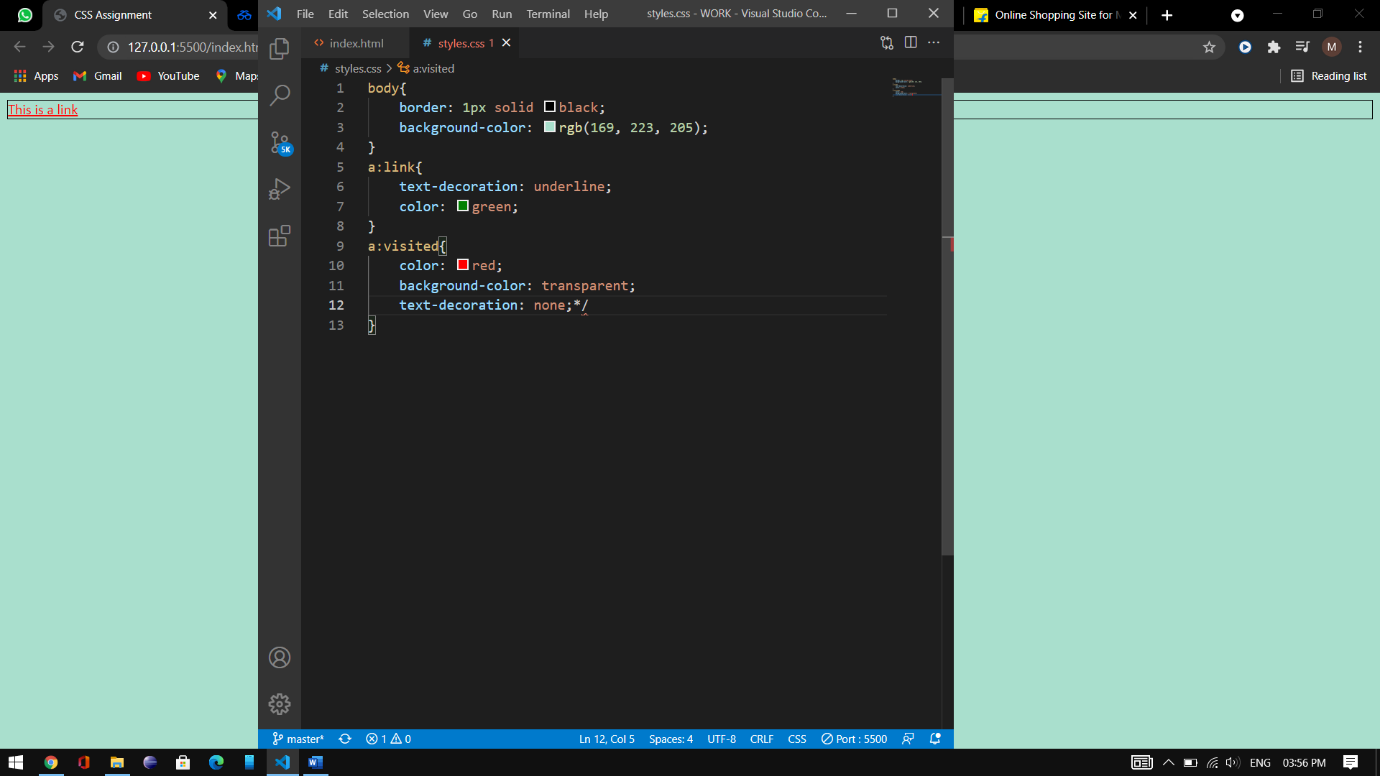 CSS Assignment
File Edit Selection View Go Run Terminal Help
styles.css - WORK - Visual Studio Co...
Online Shopping Site for M
127.0.0.1:5500/index.htm
M
Apps Gmail YouTube Maps
Reading list
This is a link
<> index.html
# styles.css 1
# styles.css > a:visited
1 body{
2 border: 1px solid black;
3 background-color: rgb(169, 223, 205);
4 }
5 a:link{
6 text-decoration: underline;
7 color: green;
8 }
9 a:visited{
10 color: red;
11 background-color: transparent;
12 text-decoration: none;*/
13 }
5K
master* 1 0
Ln 12, Col 5 Spaces: 4 UTF-8 CRLF CSS Port : 5500
ENG 03:56 PM